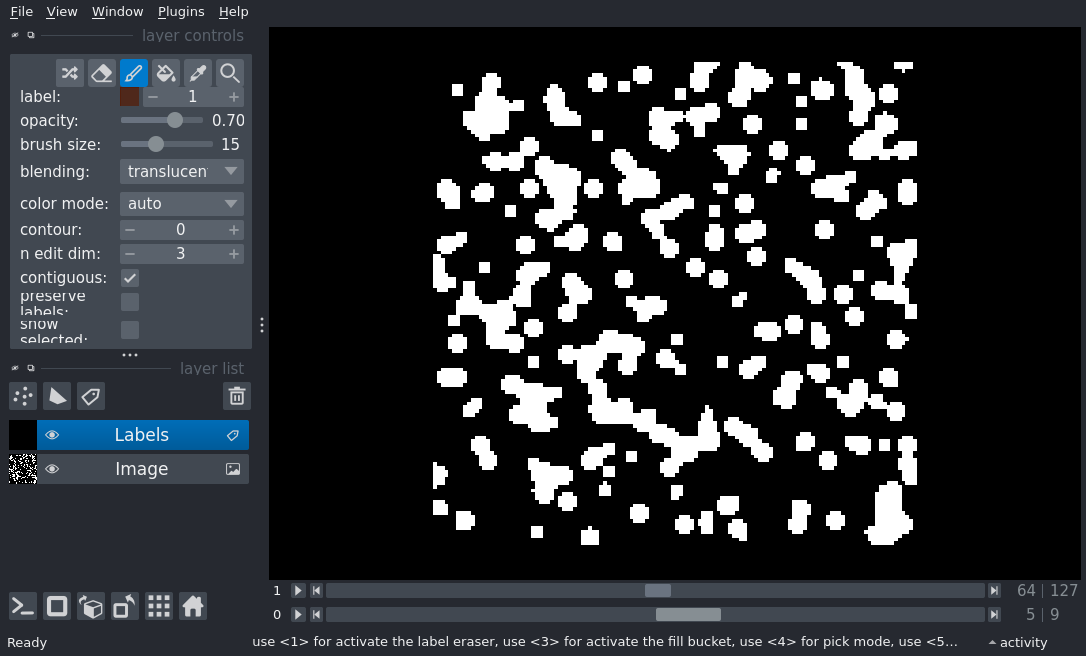 File View Window Plugins Help
layer controls
label: 1
opacity: 0.70
brush size: 15
blending: translucen
color mode: auto
contour: 0
n edit dim: 3
contiguous:
preserve
labels:
show
selected:
layer list
Labels
Image
1 64 | 127
0 5 | 9
Ready use <1> for activate the label eraser, use <3> for activate the fill bucket, use <4> for pick mode, use <5... activity